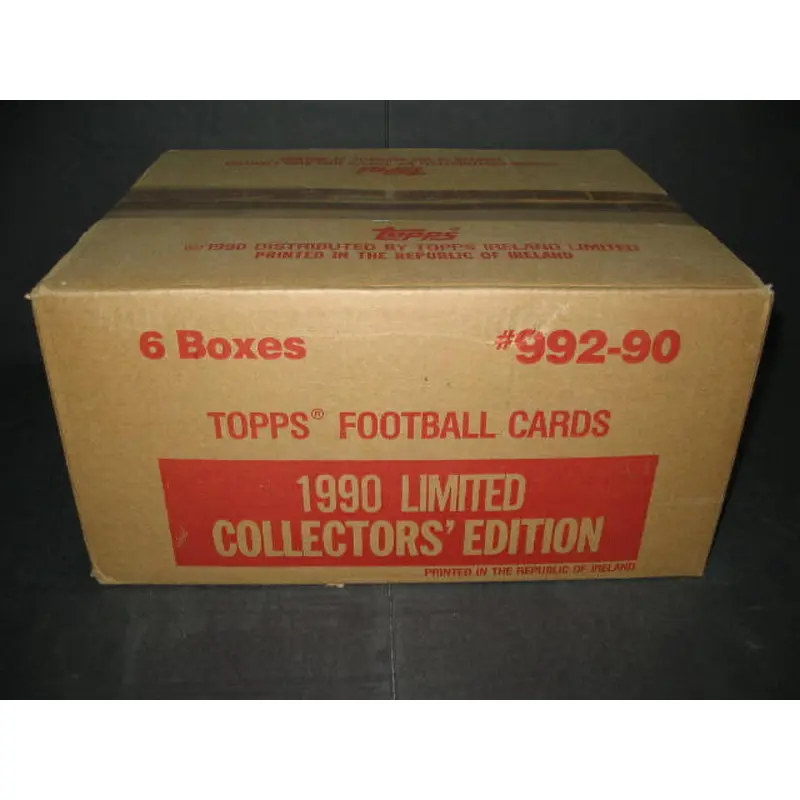 topps®
© 1990 DISTRIBUTED BY TOPPS IRELAND LIMITED
PRINTED IN THE REPUBLIC OF IRELAND
6 Boxes #992-90
TOPPS® FOOTBALL CARDS
1990 LIMITED
COLLECTORS' EDITION
PRINTED IN THE REPUBLIC OF IRELAND